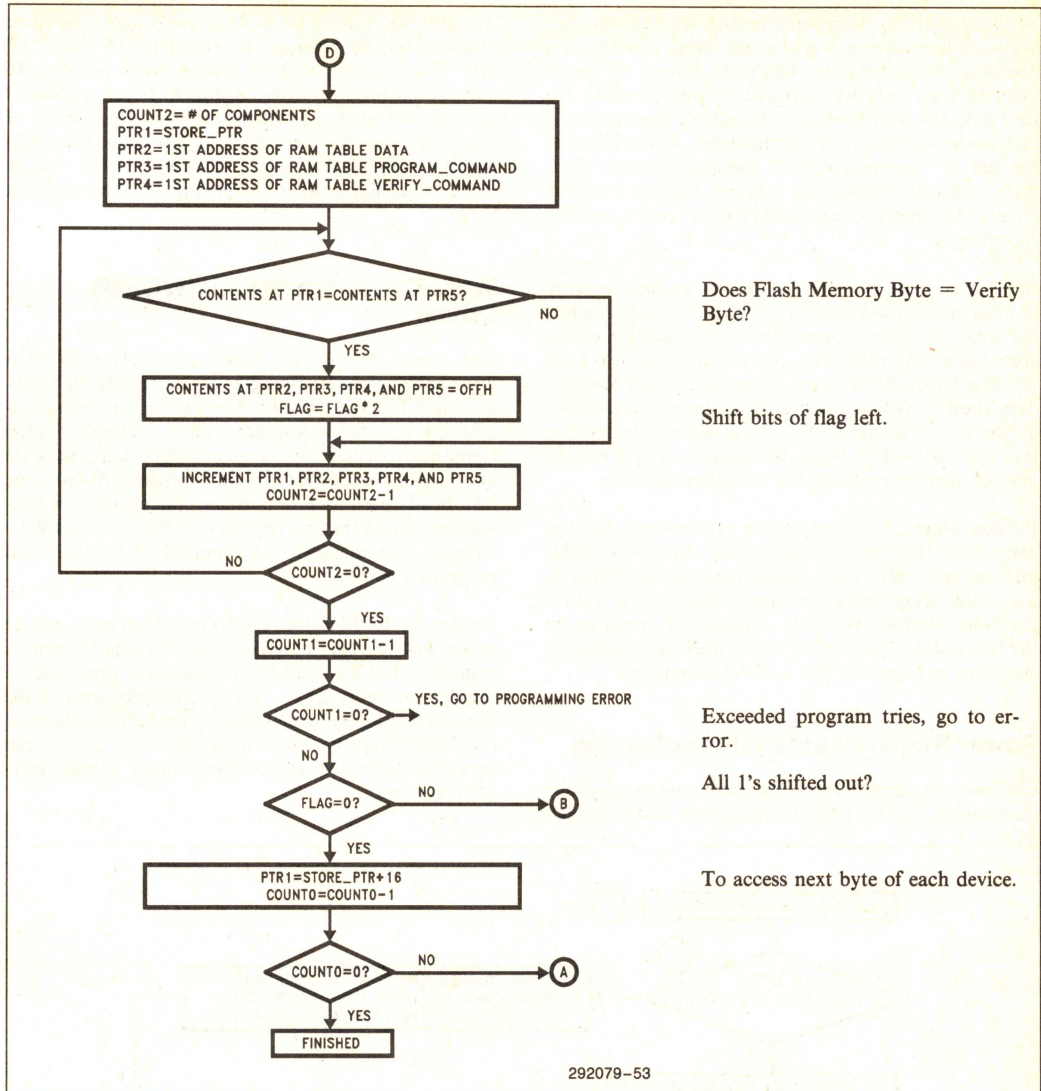 D
COUNT2= # OF COMPONENTS
PTR1=STORE_PTR
PTR2=1ST ADDRESS OF RAM TABLE DATA
PTR3=1ST ADDRESS OF RAM TABLE PROGRAM_COMMAND
PTR4=1ST ADDRESS OF RAM TABLE VERIFY_COMMAND
CONTENTS AT PTR1=CONTENTS AT PTR5?
NO
Does Flash Memory Byte = Verify
Byte?
YES
CONTENTS AT PTR2, PTR3, PTR4, AND PTR5 = OFFH
FLAG=FLAG*2
Shift bits of flag left.
INCREMENT PTR1, PTR2, PTR3, PTR4, AND PTR5
COUNT2=COUNT2-1
NO
COUNT2=0?
YES
COUNT1=COUNT1-1
YES, GO TO PROGRAMMING ERROR
COUNT1=0?
Exceeded program tries, go to er-
ror.
NO
All 1's shifted out?
FLAG=0?
NO
B
YES
PTR1=STORE_PTR+16
COUNT0=COUNT0-1
To access next byte of each device.
COUNT0=0?
NO
A
YES
FINISHED
292079-53